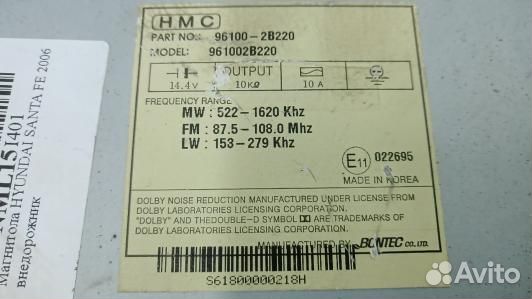 HMC
PART NO.: 96100-2B220
MODEL: 961002B220
OUTPUT
14.4V 10KΩ 10 A
FREQUENCY RANGE
MW : 522-1620 Khz
FM : 87.5-108.0 Mhz
LW : 153-279 Khz
E11 022695
MADE IN KOREA
DOLBY NOISE REDUCTION MANUFACTURED UNDER LICENSE FROM
DOLBY LABORATORIES LICENSING CORPORATION.
"DOLBY" AND THEDOUBLE-D SYMBOL ARE TRADEMARKS OF
DOLBY LABORATORIES LICENSING CORPORATION.
MANUFACTURED BY BONTEC CO., LTD.
S61800000218H
NML151401
Магнитола HYUNDAI SANTA FE 2006
внедорожник
Avito